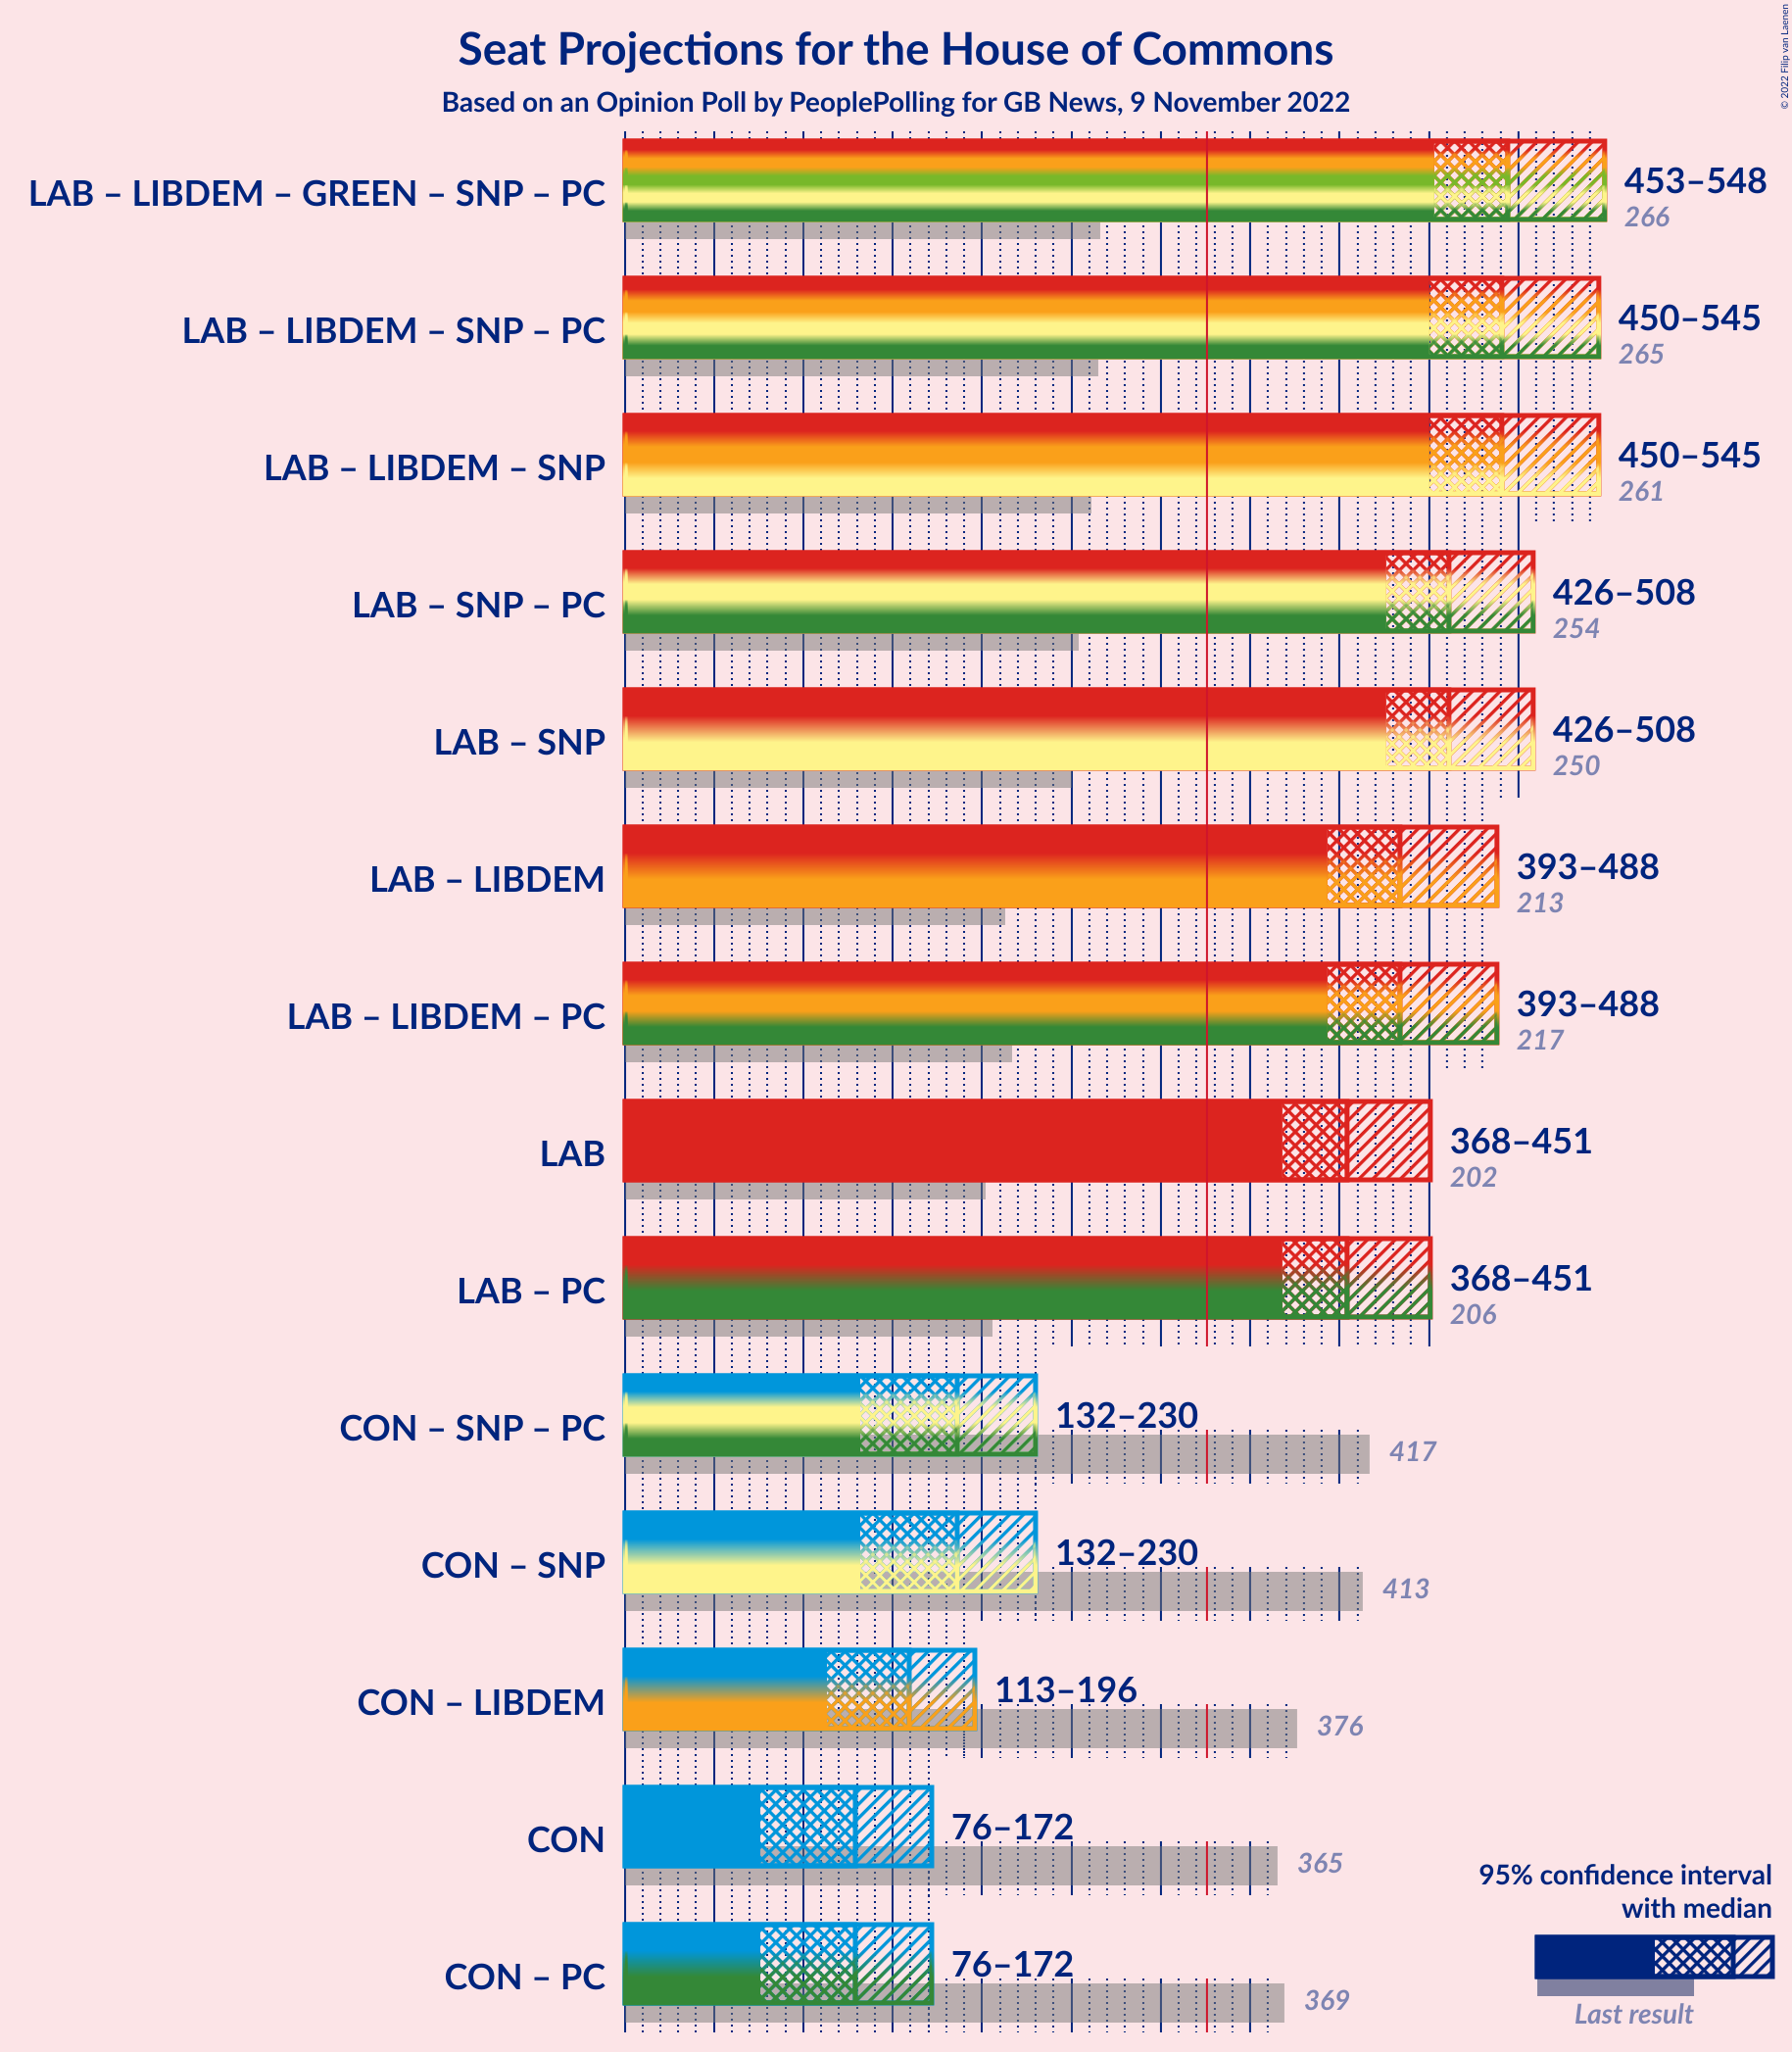 Seat Projections for the House of Commons
Based on an Opinion Poll by PeoplePolling for GB News, 9 November 2022
© 2022 Filip van Laenen
LAB – LIBDEM – GREEN – SNP – PC
453–548
266
LAB – LIBDEM – SNP – PC
450–545
265
LAB – LIBDEM – SNP
450–545
261
LAB – SNP – PC
426–508
254
LAB – SNP
426–508
250
LAB – LIBDEM
393–488
213
LAB – LIBDEM – PC
393–488
217
LAB
368–451
202
LAB – PC
368–451
206
CON – SNP – PC
132–230
417
CON – SNP
132–230
413
CON – LIBDEM
113–196
376
CON
76–172
365
CON – PC
76–172
369
95% confidence interval
with median
Last result